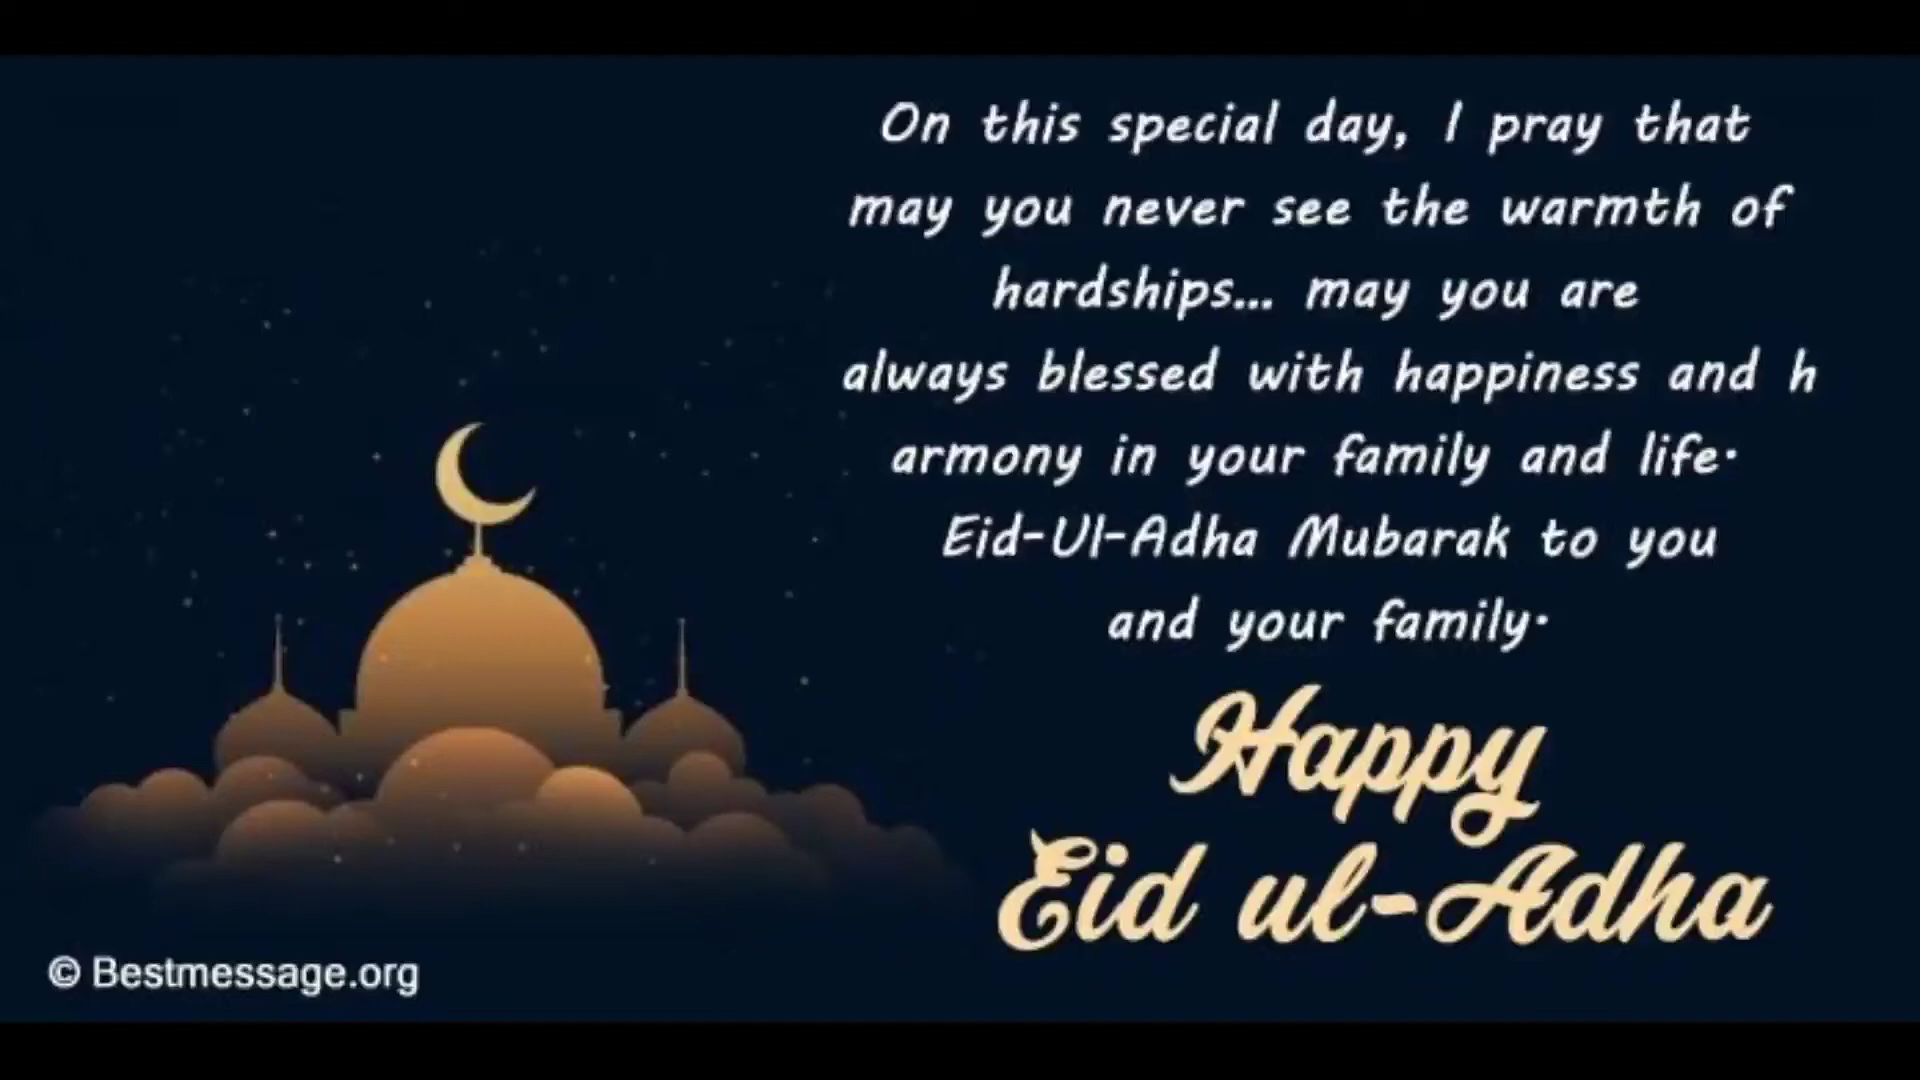 On this special day, I pray that
may you never see the warmth of
hardships... may you are
always blessed with happiness and h
armony in your family and life.
Eid-Ul-Adha Mubarak to you
and your family.
Happy
Eid ul-Adha
© Bestmessage.org